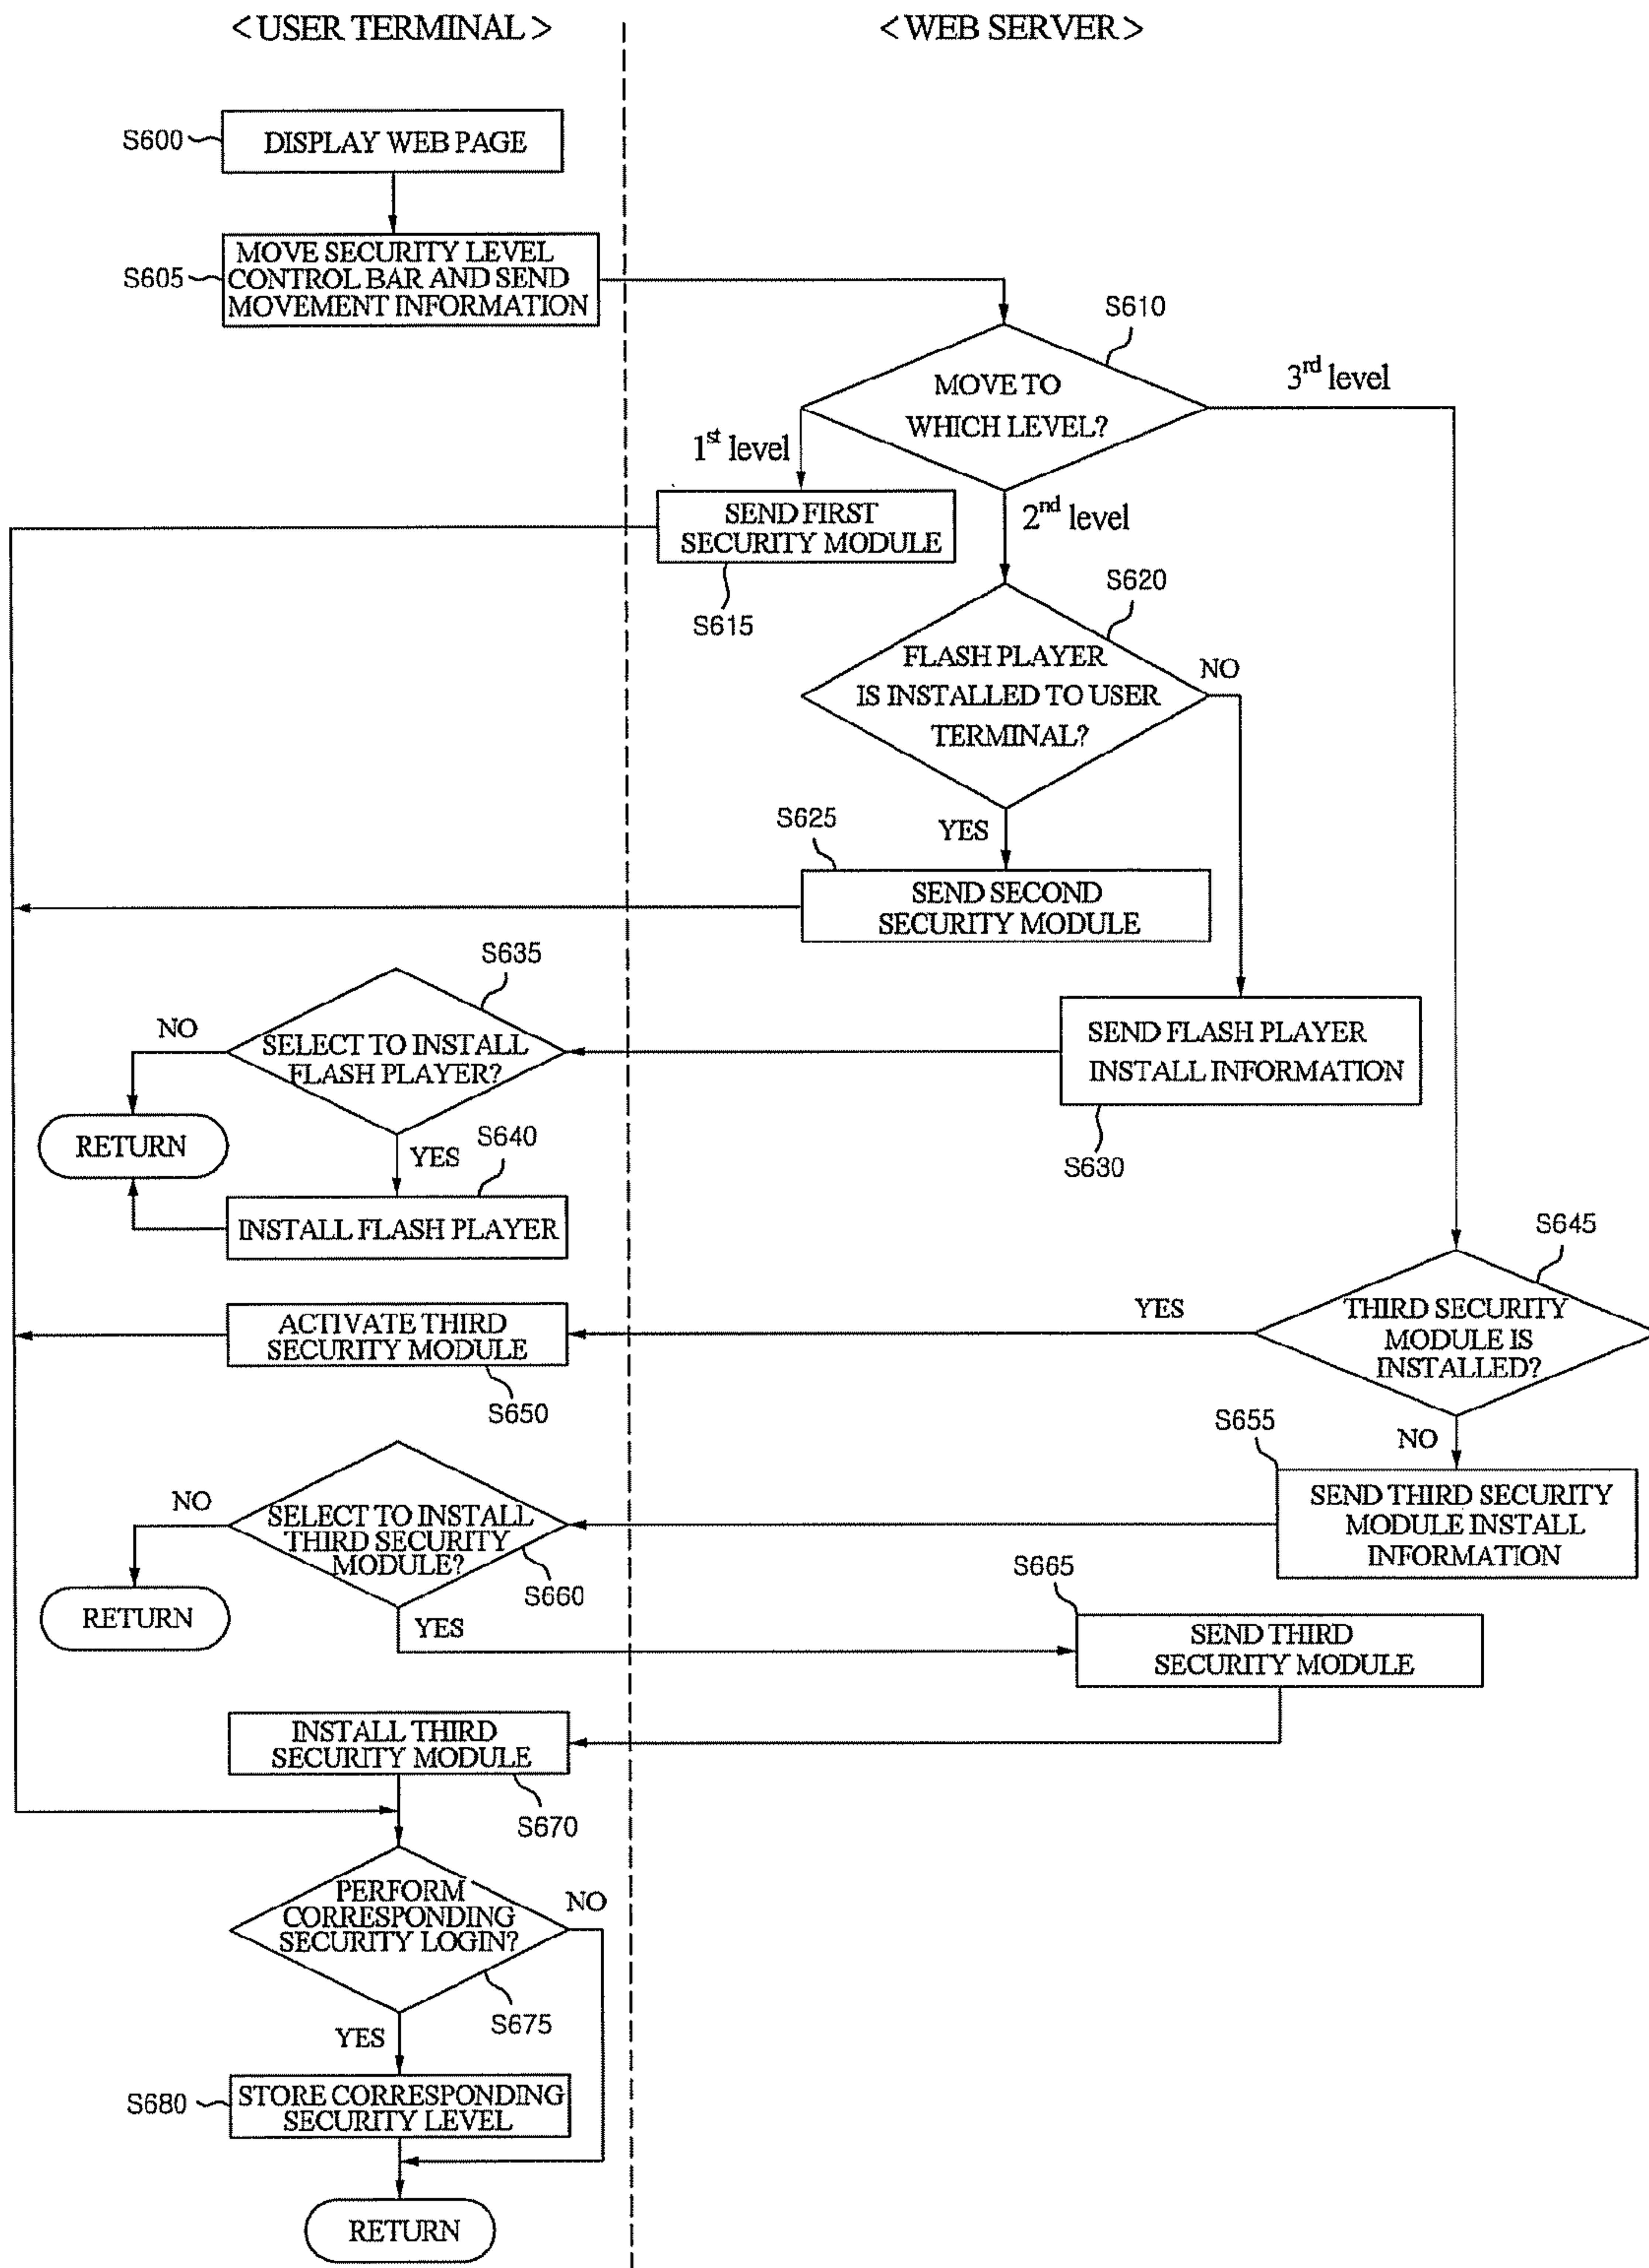 <USER TERMINAL>
<WEB SERVER>
S600
DISPLAY WEB PAGE
S605
MOVE SECURITY LEVEL
CONTROL BAR AND SEND
MOVEMENT INFORMATION
S610
MOVE TO
WHICH LEVEL?
3rd level
1st level
SEND FIRST
SECURITY MODULE
2nd level
S615
S620
FLASH PLAYER
IS INSTALLED TO USER
TERMINAL?
NO
YES
S625
SEND SECOND
SECURITY MODULE
S635
NO
SELECT TO INSTALL
FLASH PLAYER?
SEND FLASH PLAYER
INSTALL INFORMATION
RETURN
YES
S640
S630
INSTALL FLASH PLAYER
S645
ACTIVATE THIRD
SECURITY MODULE
YES
THIRD SECURITY
MODULE IS
INSTALLED?
S650
S655
NO
NO
SELECT TO INSTALL
THIRD SECURITY
MODULE?
SEND THIRD SECURITY
MODULE INSTALL
INFORMATION
S660
S665
RETURN
YES
SEND THIRD
SECURITY MODULE
INSTALL THIRD
SECURITY MODULE
S670
PERFORM
CORRESPONDING
SECURITY LOGIN?
NO
S675
YES
S680
STORE CORRESPONDING
SECURITY LEVEL
RETURN